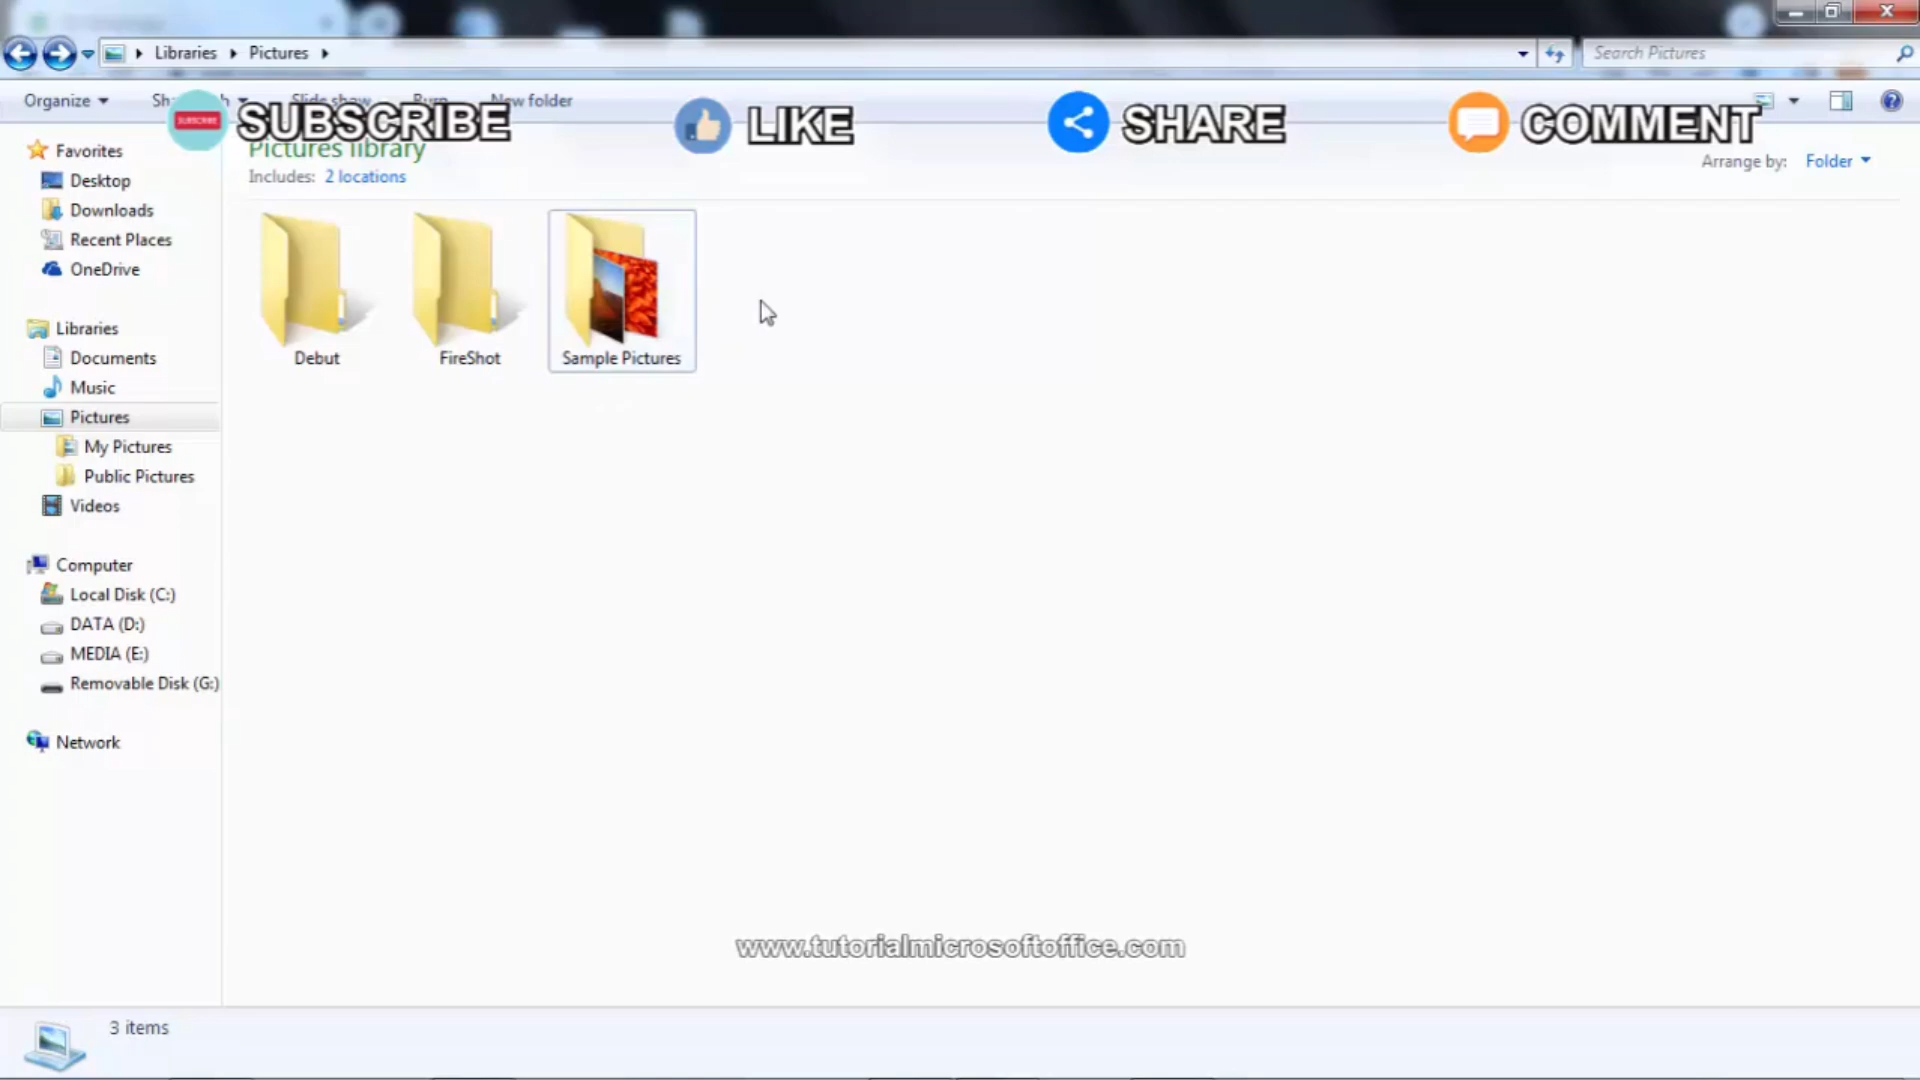 Libraries Pictures
Search Pictures
Organize
Burn
New folder
SUBSCRIBE
SUBSCRIBE
LIKE
SHARE
COMMENT
Pictures library
Includes: 2 locations
Arrange by: Folder
Favorites
Desktop
Downloads
Recent Places
OneDrive
Libraries
Documents
Music
Pictures
My Pictures
Public Pictures
Videos
Computer
Local Disk (C:)
DATA (D:)
MEDIA (E:)
Removable Disk (G:)
Network
Debut
FireShot
Sample Pictures
www.tutorialmicrosoftoffice.com
3 items